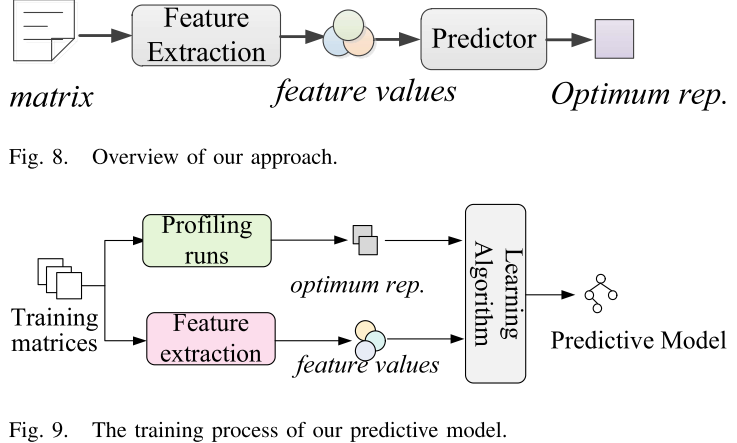 Feature
Extraction
Predictor
matrix
feature values
Optimum rep.
Fig. 8. Overview of our approach.
Profiling
runs
optimum rep.
Training
matrices
Feature
extraction
feature values
Learning
Algorithm
Predictive Model
Fig. 9. The training process of our predictive model.